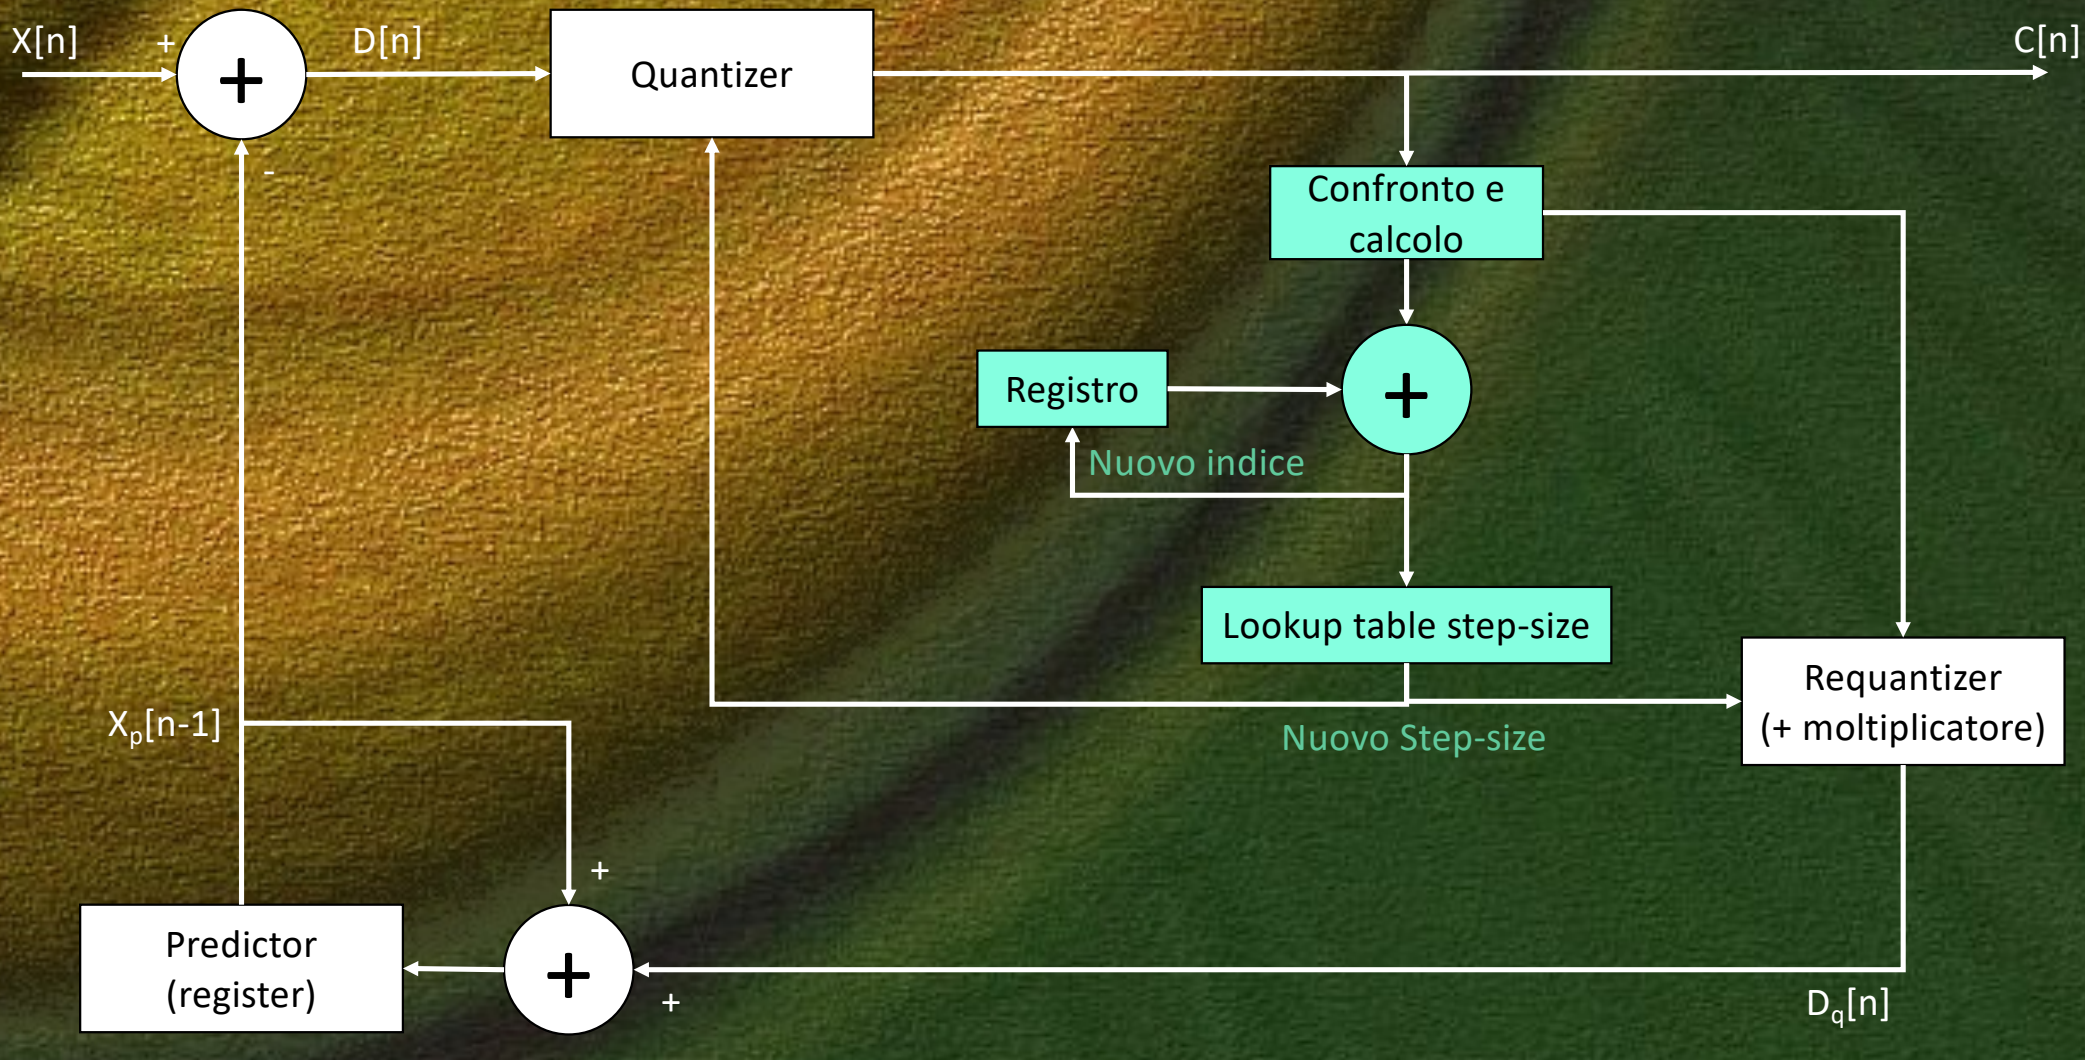 X[n]
+
D[n]
C[n]
+
Quantizer
-
Confronto e
calcolo
Registro
+
Nuovo indice
Lookup table step-size
Requantizer
(+ moltiplicatore)
Xp[n-1]
Nuovo Step-size
+
Predictor
(register)
+
+
Dq[n]